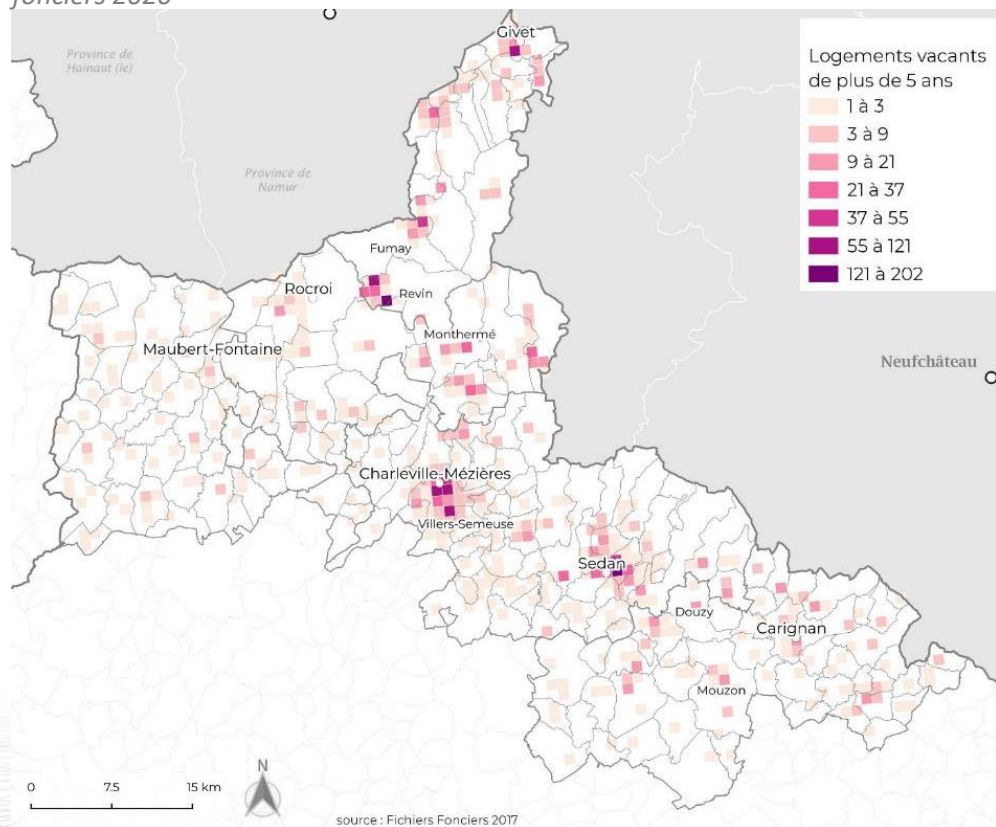 fonciers 2020
Givet
Province de
Hainaut (le)
Logements vacants
de plus de 5 ans
1 à 3
3 à 9
9 à 21
21 à 37
37 à 55
55 à 121
121 à 202
Province de
Namur
Fumay
Rocroi
Revin
Monthermé
Maubert-Fontaine
Neufchâteau
Charleville-Mézières
Villers-Semeuse
Sedan
Douzy
Carignan
Mouzon
N
0 7.5 15 km
source : Fichiers Fonciers 2017